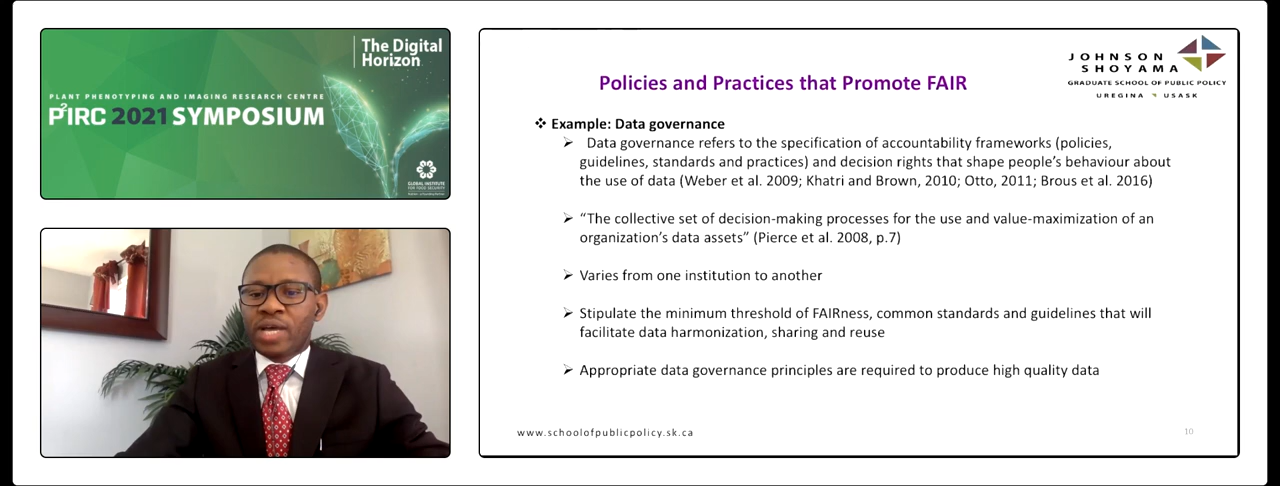 The Digital
Horizon
PLANT PHENOTYPING AND IMAGING RESEARCH CENTRE
P²IRC 2021 SYMPOSIUM
GLOBAL INSTITUTE
FOR FOOD SECURITY
JOHNSON
SHOYAMA
GRADUATE SCHOOL OF PUBLIC POLICY
UREGINA USASK
Policies and Practices that Promote FAIR
❖ Example: Data governance
➢ Data governance refers to the specification of accountability frameworks (policies,
guidelines, standards and practices) and decision rights that shape people’s behaviour about
the use of data (Weber et al. 2009; Khatri and Brown, 2010; Otto, 2011; Brous et al. 2016)
➢ “The collective set of decision-making processes for the use and value-maximization of an
organization’s data assets” (Pierce et al. 2008, p.7)
➢ Varies from one institution to another
➢ Stipulate the minimum threshold of FAIRness, common standards and guidelines that will
facilitate data harmonization, sharing and reuse
➢ Appropriate data governance principles are required to produce high quality data
www.schoolofpublicpolicy.sk.ca
10